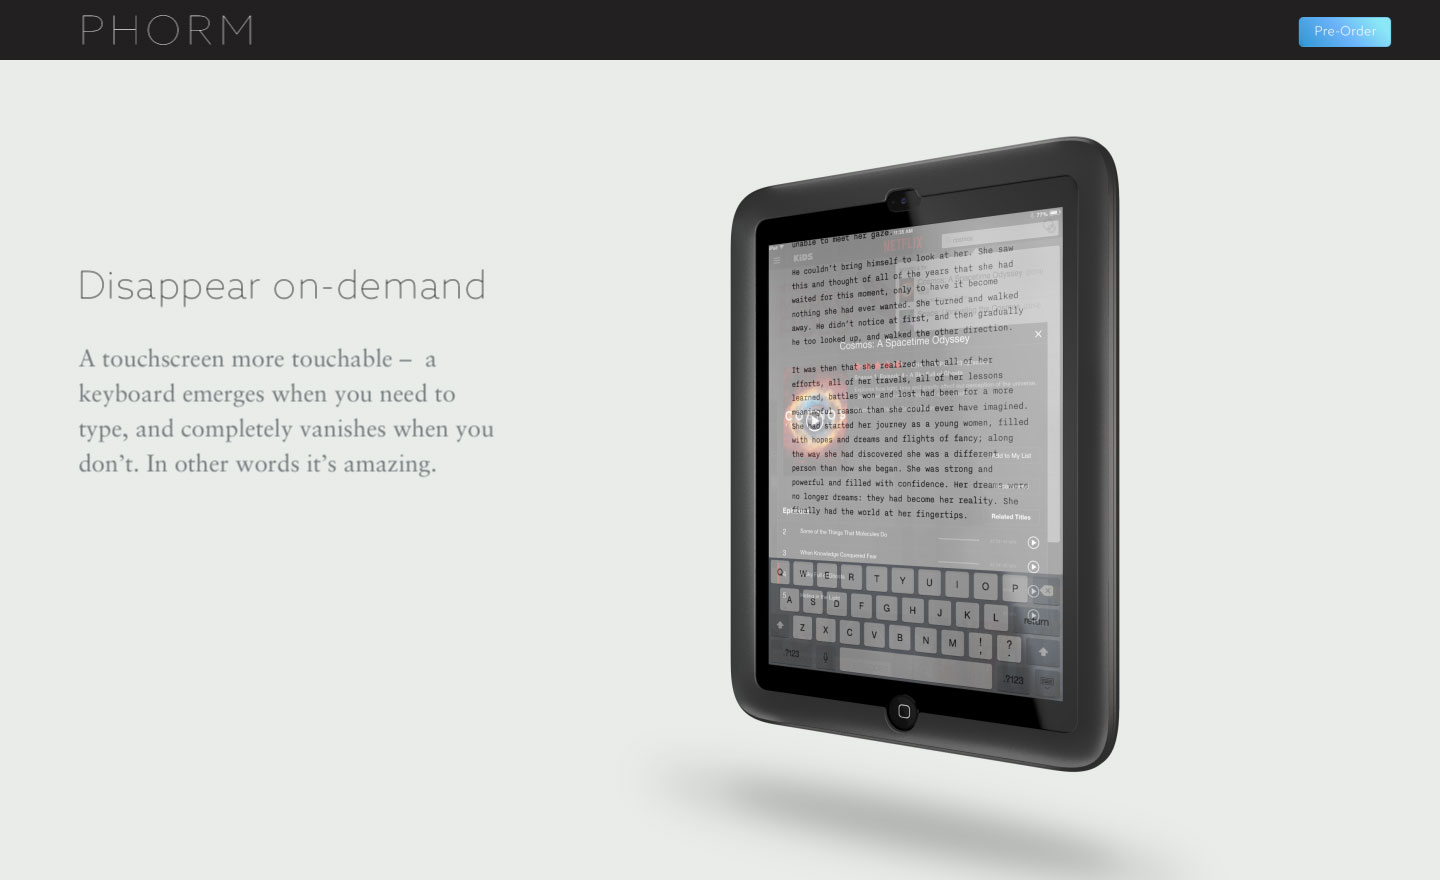 PHORM
Pre-Order
Disappear on-demand
A touchscreen more touchable – a
keyboard emerges when you need to
type, and completely vanishes when you
don't. In other words it's amazing.
77%
unable to meet her gaze.
NETFLIX
KIDS
He couldn't bring himself to look at her. She saw
this and thought of all of the years that she had
waited for this moment, only to have it become
nothing she had ever wanted. She turned and walked
away. He didn't notice at first, and then gradually
he too looked up, and walked the other direction.
Cosmos: A Spacetime Odyssey
It was then that she realized that all of her
efforts, all of her travels, all of her lessons
learned, battles won and lost had been for a more
meaningful reason than she could ever have imagined.
She had started her journey as a young women, filled
with hopes and dreams and flights of fancy; along
the way she had discovered she was a different
person than how she began. She was strong and
powerful and filled with confidence. Her dreams were
no longer dreams: they had become her reality. She
finally had the world at her fingertips.
to My List
Related Titles
2 Some of the Things That Molecules Do
3 When Knowledge Conquered Fear
5 Hiding in the Light
Q W E R T Y U I O P
A S D F G H J K L return
Z X C V B N M ! , ? .
.?123 .?123